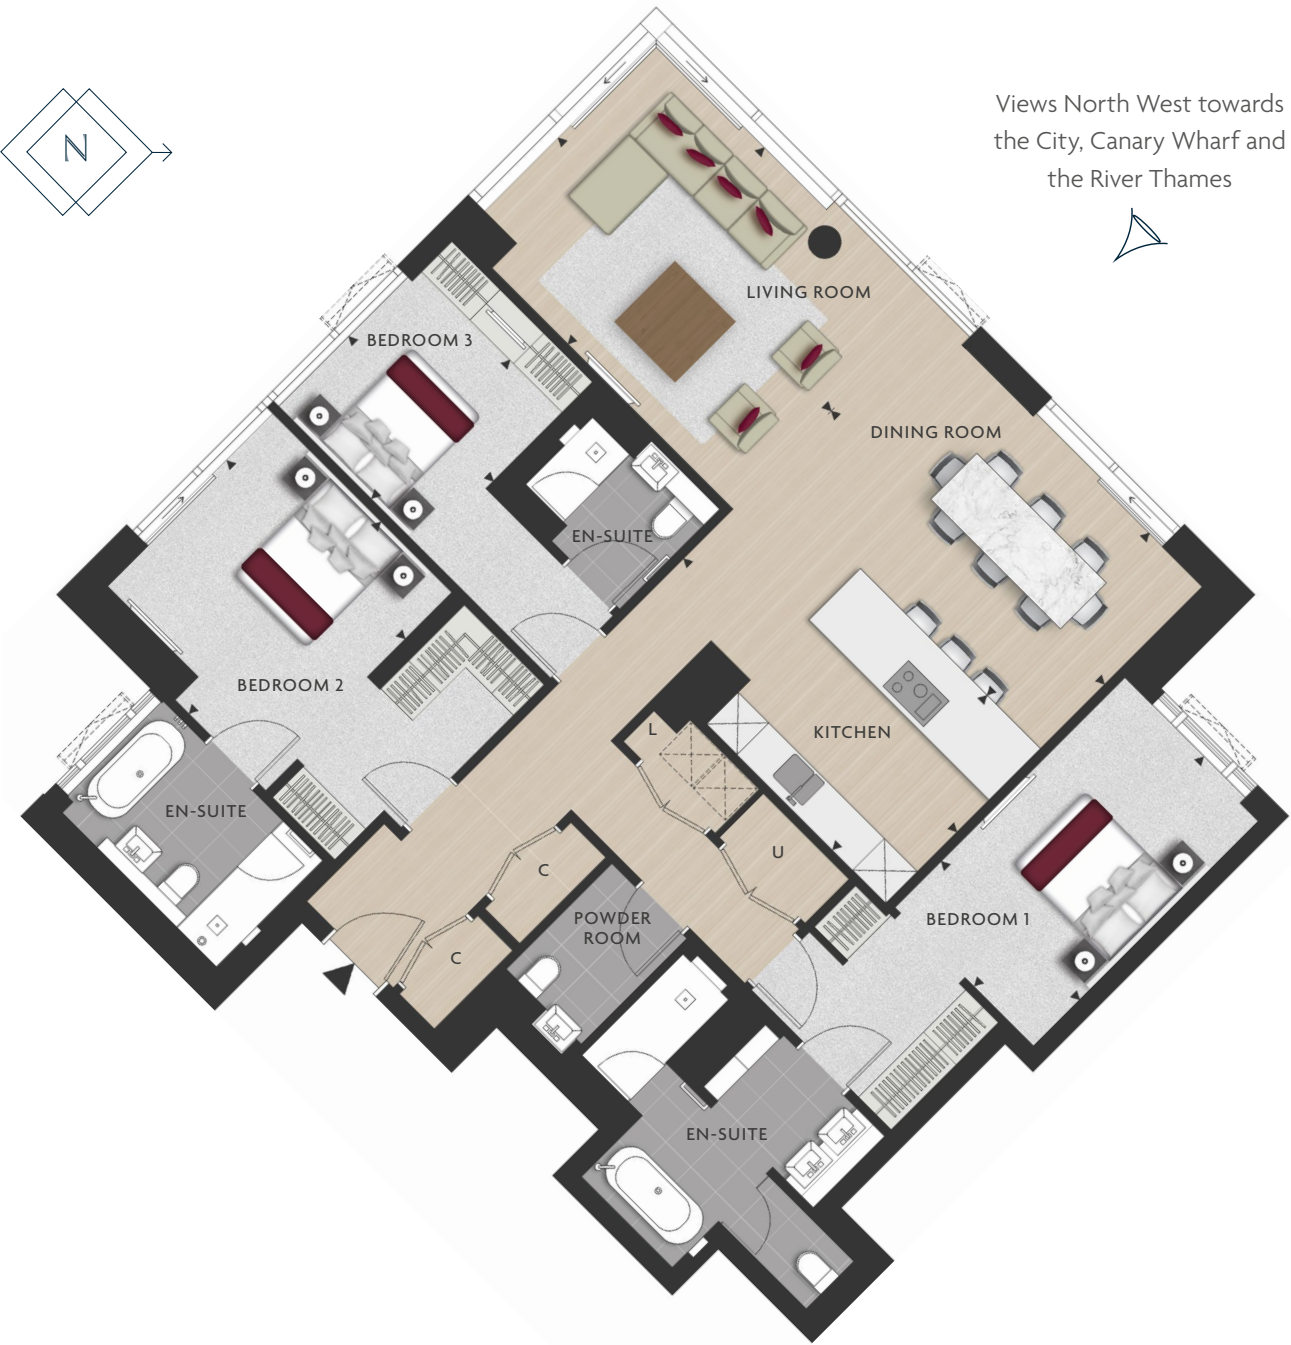 N
Views North West towards
the City, Canary Wharf and
the River Thames
LIVING ROOM
BEDROOM 3
DINING ROOM
EN-SUITE
BEDROOM 2
L
KITCHEN
EN-SUITE
U
C
POWDER
ROOM
BEDROOM 1
C
EN-SUITE